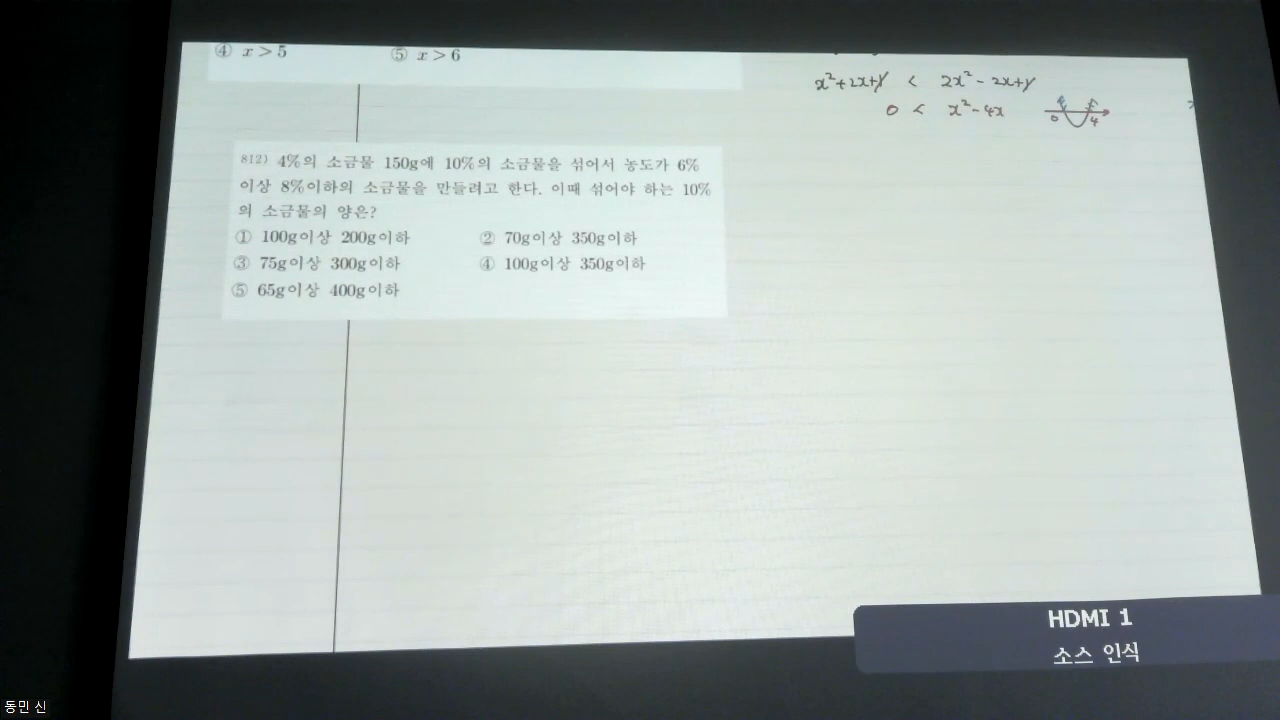 ④ x > 5 ⑤ x > 6
x²+2x+y < 2x²-2x+y
0 < x²-4x
0 4
812) 4%의 소금물 150g에 10%의 소금물을 섞어서 농도가 6%
이상 8%이하의 소금물을 만들려고 한다. 이때 섞어야 하는 10%
의 소금물의 양은?
① 100g이상 200g이하 ② 70g이상 350g이하
③ 75g이상 300g이하 ④ 100g이상 350g이하
⑤ 65g이상 400g이하
HDMI 1
소스 인식
동민 신